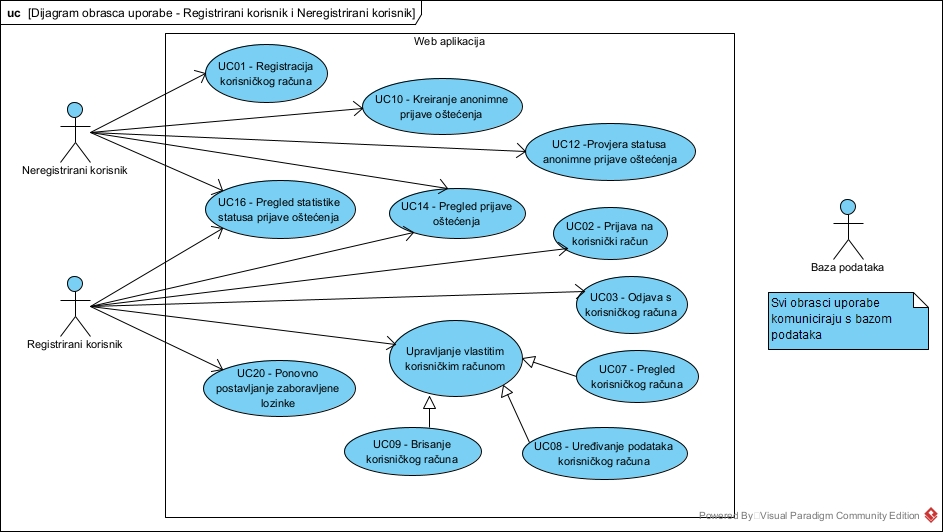 uc [Dijagram obrasca uporabe - Registrirani korisnik i Neregistrirani korisnik]
Web aplikacija
UC01 - Registracija
korisničkog računa
UC10 - Kreiranje anonimne
prijave oštećenja
UC12 -Provjera statusa
anonimne prijave oštećenja
Neregistrirani korisnik
UC16 - Pregled statistike
statusa prijave oštećenja
UC14 - Pregled prijave
oštećenja
UC02 - Prijava na
korisnički račun
Baza podataka
Svi obrasci uporabe
komuniciraju s bazom
podataka
UC03 - Odjava s
korisničkog računa
Registrirani korisnik
Upravljanje vlastitim
korisničkim računom
UC07 - Pregled
korisničkog računa
UC20 - Ponovno
postavljanje zaboravljene
lozinke
UC09 - Brisanje
korisničkog računa
UC08 - Uređivanje podataka
korisničkog računa
Powered By Visual Paradigm Community Edition